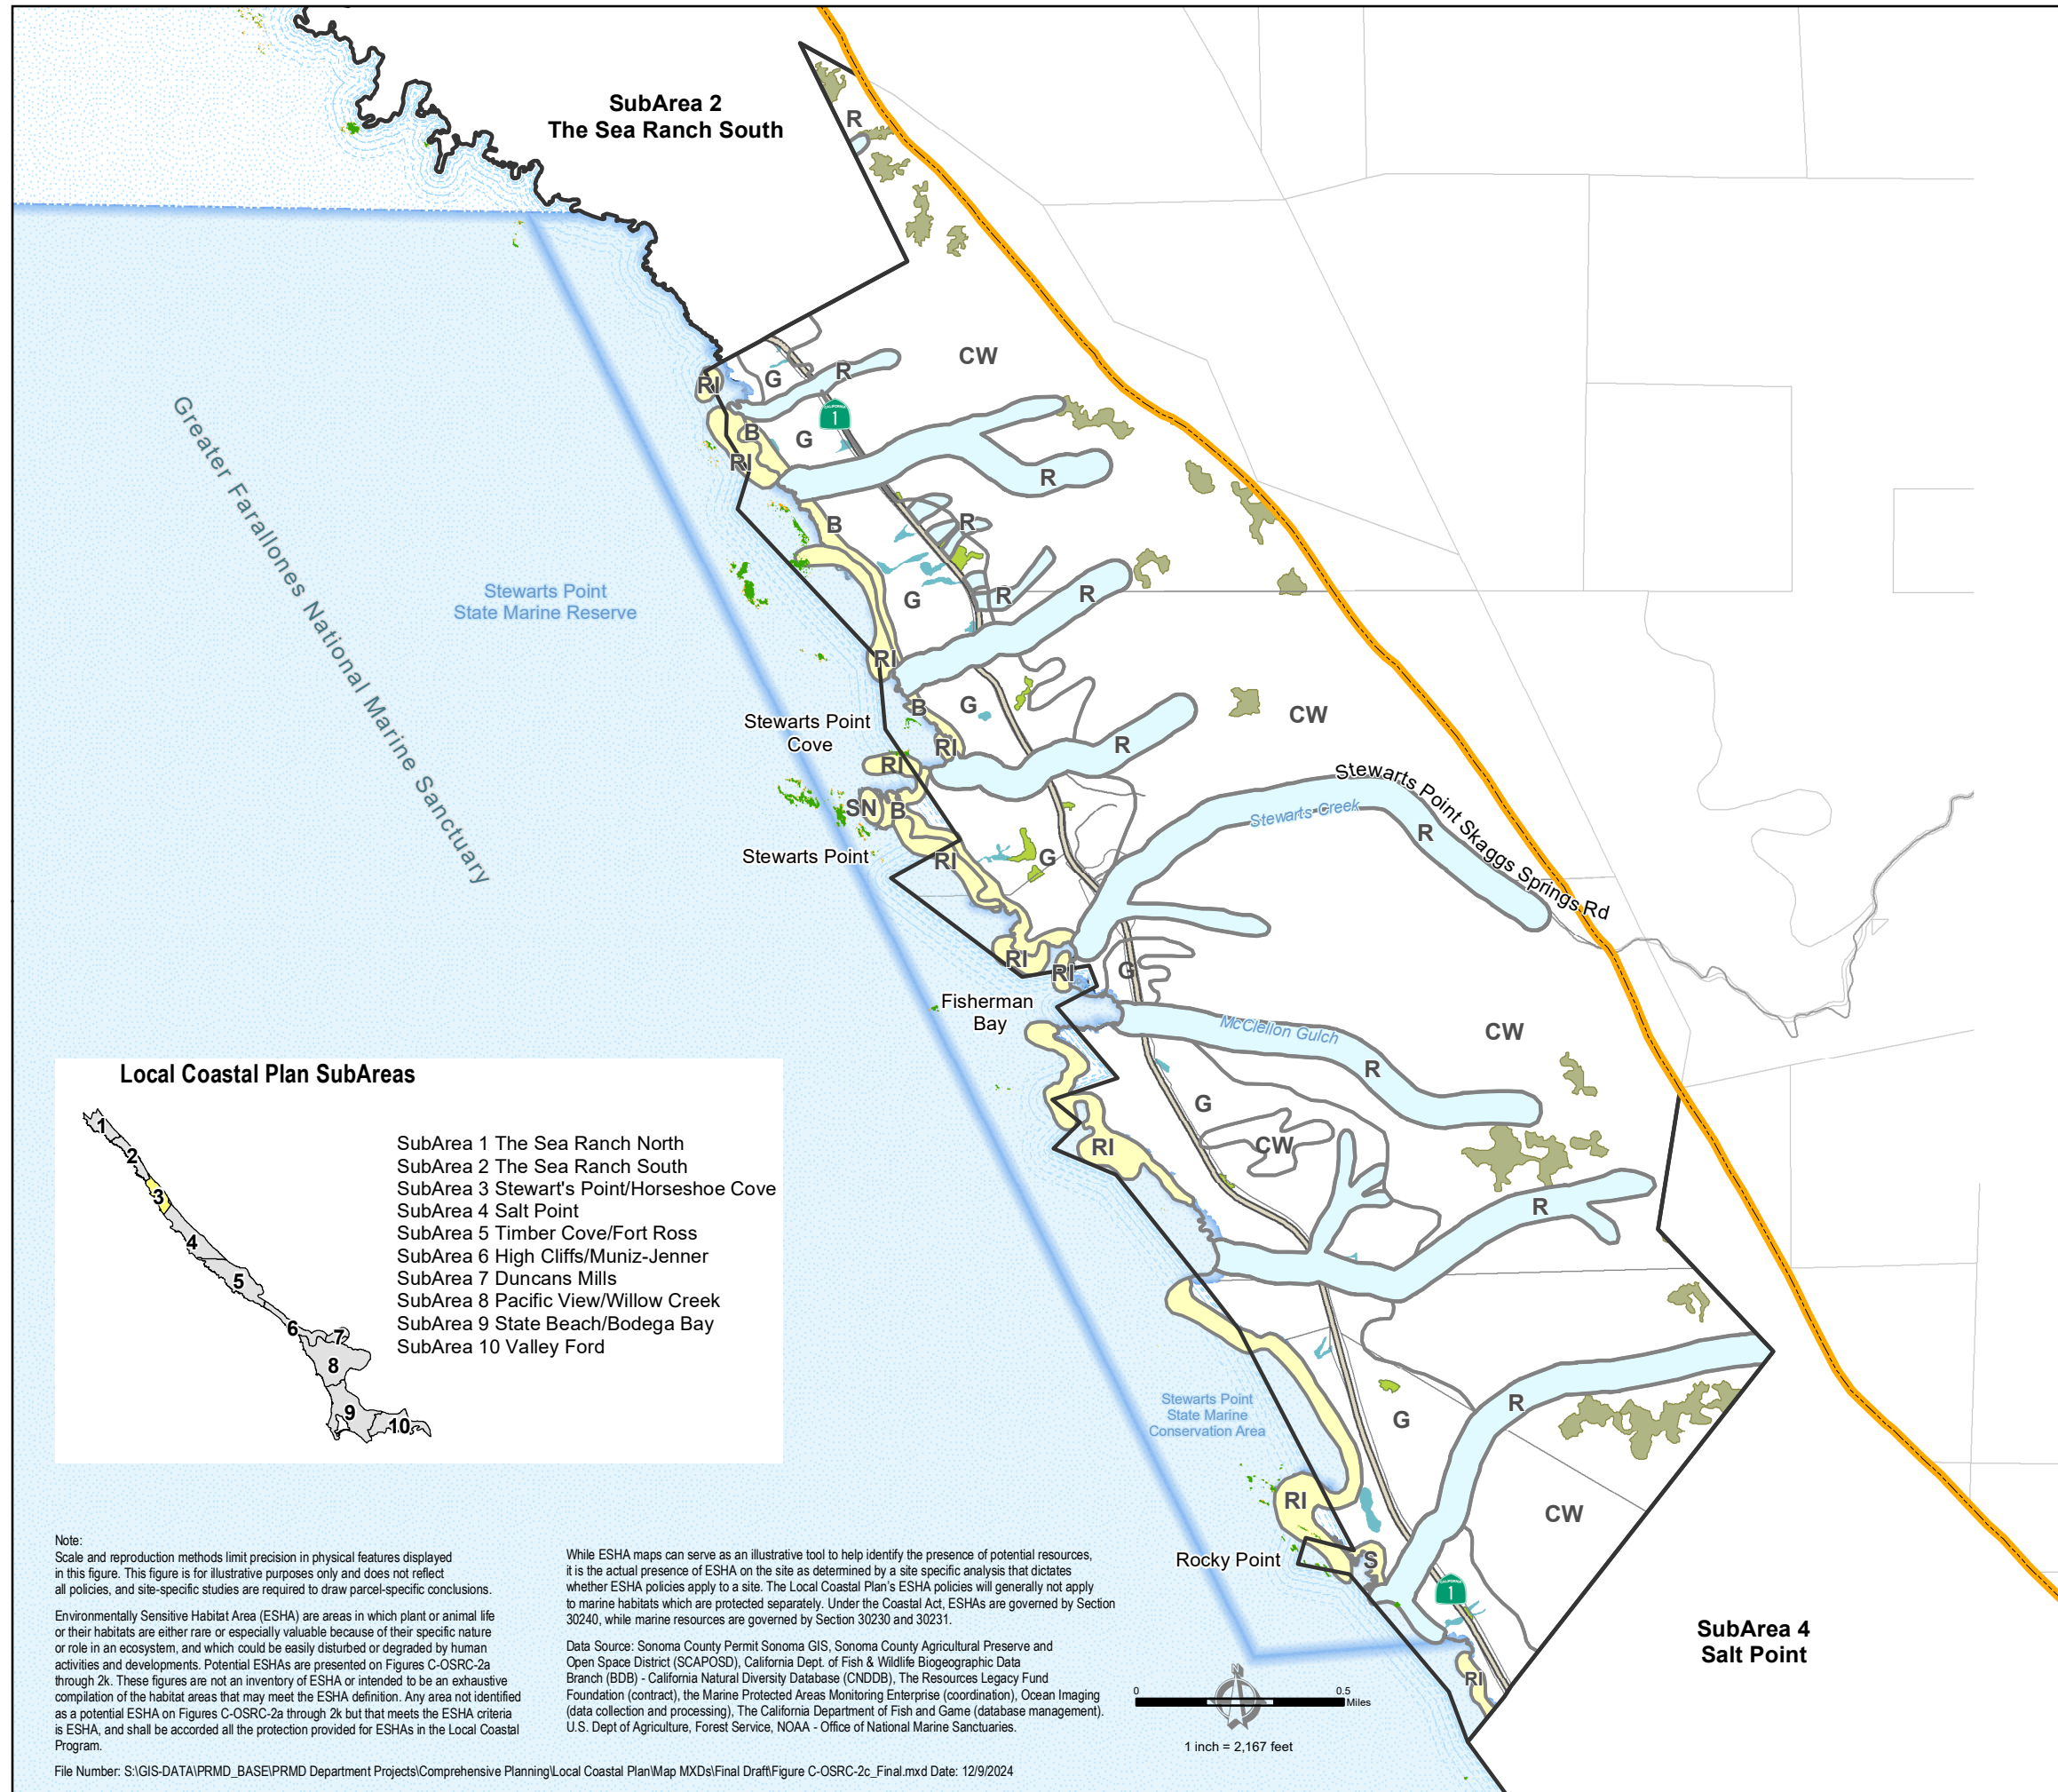 SubArea 2
The Sea Ranch South
R
CW
RI
G
R
1
B
G
RI
R
B
R
G
R
R
RI
B
G
RI
R
CW
RI
SN
B
RI
G
R
RI
RI
G
CW
R
G
CW
RI
R
G
R
RI
CW
S
1
RI
Greater Farallones National Marine Sanctuary
Stewarts Point
State Marine Reserve
Stewarts Point
Cove
Stewarts Point
Stewarts Creek
Stewarts Point Skaggs Springs Rd
Fisherman
Bay
McClellon Gulch
Stewarts Point
State Marine
Conservation Area
Rocky Point
SubArea 4
Salt Point
Local Coastal Plan SubAreas
1
2
3
4
5
6
7
8
9
10
SubArea 1 The Sea Ranch North
SubArea 2 The Sea Ranch South
SubArea 3 Stewart's Point/Horseshoe Cove
SubArea 4 Salt Point
SubArea 5 Timber Cove/Fort Ross
SubArea 6 High Cliffs/Muniz-Jenner
SubArea 7 Duncans Mills
SubArea 8 Pacific View/Willow Creek
SubArea 9 State Beach/Bodega Bay
SubArea 10 Valley Ford
Note:
Scale and reproduction methods limit precision in physical features displayed
in this figure. This figure is for illustrative purposes only and does not reflect
all policies, and site-specific studies are required to draw parcel-specific conclusions.
Environmentally Sensitive Habitat Area (ESHA) are areas in which plant or animal life
or their habitats are either rare or especially valuable because of their specific nature
or role in an ecosystem, and which could be easily disturbed or degraded by human
activities and developments. Potential ESHAs are presented on Figures C-OSRC-2a
through 2k. These figures are not an inventory of ESHA or intended to be an exhaustive
compilation of the habitat areas that may meet the ESHA definition. Any area not identified
as a potential ESHA on Figures C-OSRC-2a through 2k but that meets the ESHA criteria
is ESHA, and shall be accorded all the protection provided for ESHAs in the Local Coastal
Program.
While ESHA maps can serve as an illustrative tool to help identify the presence of potential resources,
it is the actual presence of ESHA on the site as determined by a site specific analysis that dictates
whether ESHA policies apply to a site. The Local Coastal Plan's ESHA policies will generally not apply
to marine habitats which are protected separately. Under the Coastal Act, ESHAs are governed by Section
30240, while marine resources are governed by Section 30230 and 30231.
Data Source: Sonoma County Permit Sonoma GIS, Sonoma County Agricultural Preserve and
Open Space District (SCAPOSD), California Dept. of Fish & Wildlife Biogeographic Data
Branch (BDB) - California Natural Diversity Database (CNDDB), The Resources Legacy Fund
Foundation (contract), the Marine Protected Areas Monitoring Enterprise (coordination), Ocean Imaging
(data collection and processing), The California Department of Fish and Game (database management).
U.S. Dept of Agriculture, Forest Service, NOAA - Office of National Marine Sanctuaries.
0 0.5
Miles
1 inch = 2,167 feet
File Number: S:\GIS-DATA\PRMD_BASE\PRMD Department Projects\Comprehensive Planning\Local Coastal Plan\Map MXDs\Final Draft\Figure C-OSRC-2c_Final.mxd Date: 12/9/2024